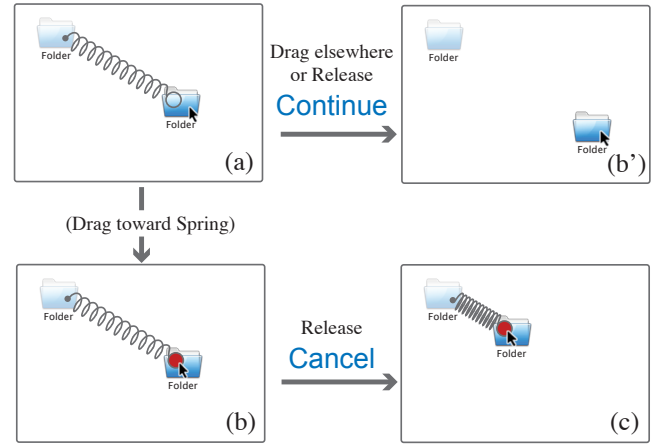 Folder
Folder
(a)
Drag elsewhere
or Release
Continue
Folder
Folder
(b’)
(Drag toward Spring)
Folder
Folder
(b)
Release
Cancel
Folder
Folder
(c)